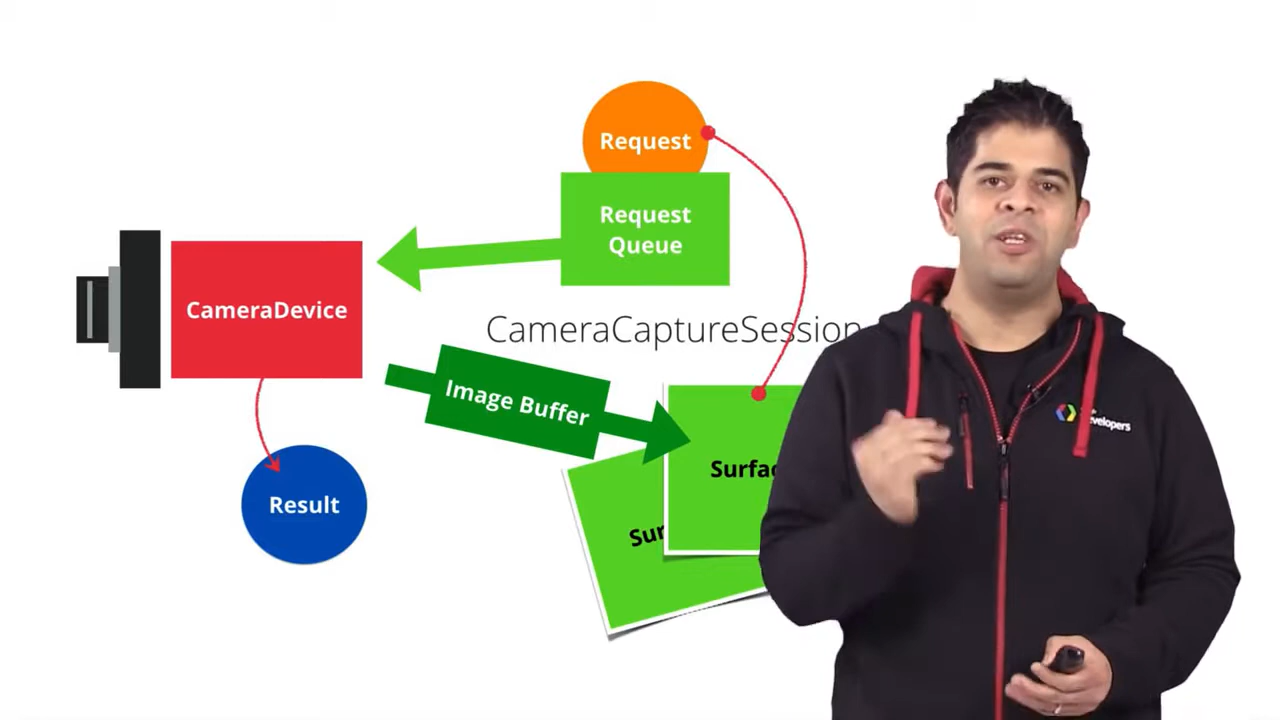 Request
Request
Queue
CameraDevice
CameraCaptureSession
Image Buffer
Result